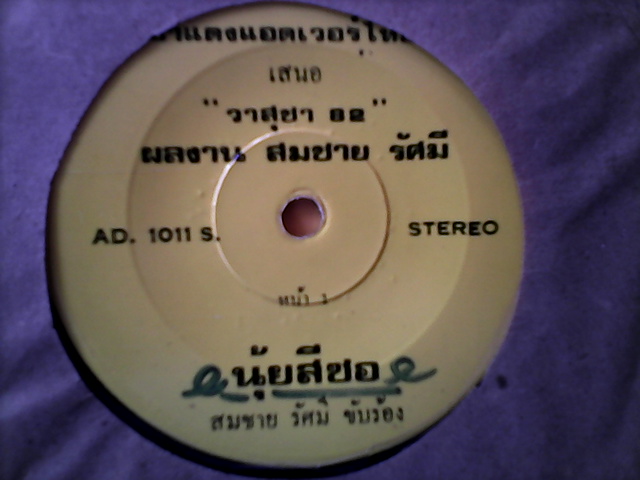 เสนอ
"วาสุชา 82"
ผลงาน สมชาย รัศมี
AD. 1011 S.
STEREO
หน้า 1
นุ้ยสีซอ
สมชาย รัศมี ขับร้อง